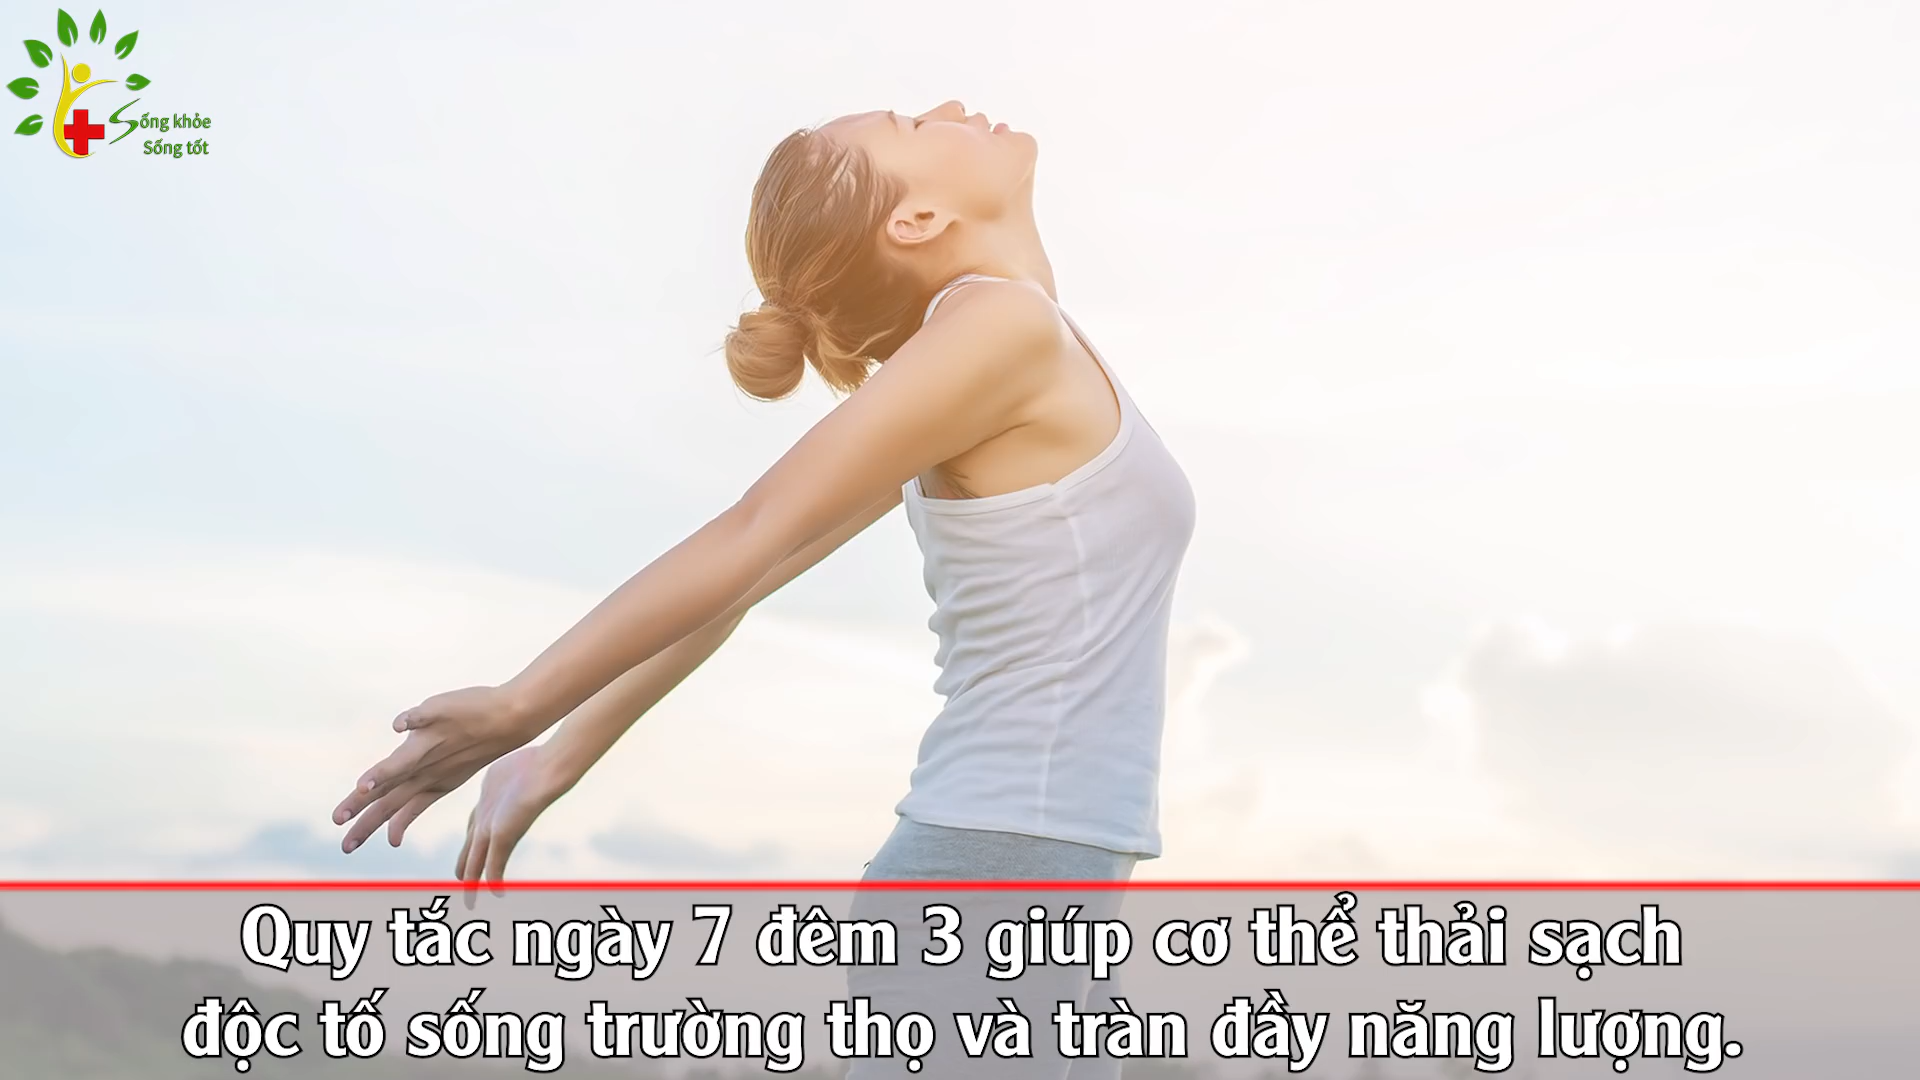 Sống khỏe
Sống tốt
Quy tắc ngày 7 đêm 3 giúp cơ thể thải sạch
độc tố sống trường thọ và tràn đầy năng lượng.